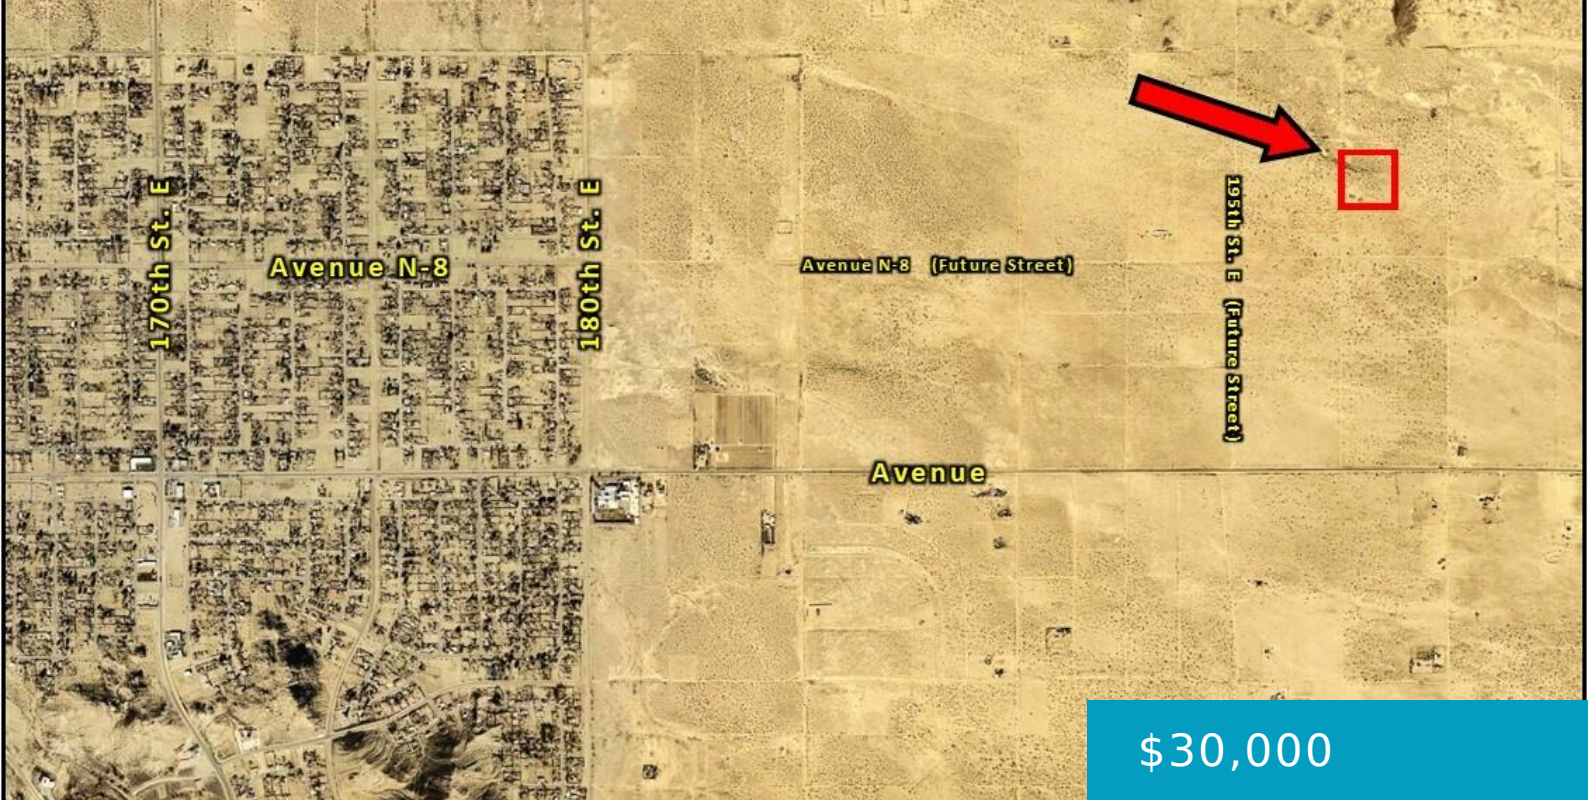 170th St. E
Avenue N-8
180th St. E
Avenue N-8 (Future Street)
195th St. E (Future Street)
Avenue
$30,000